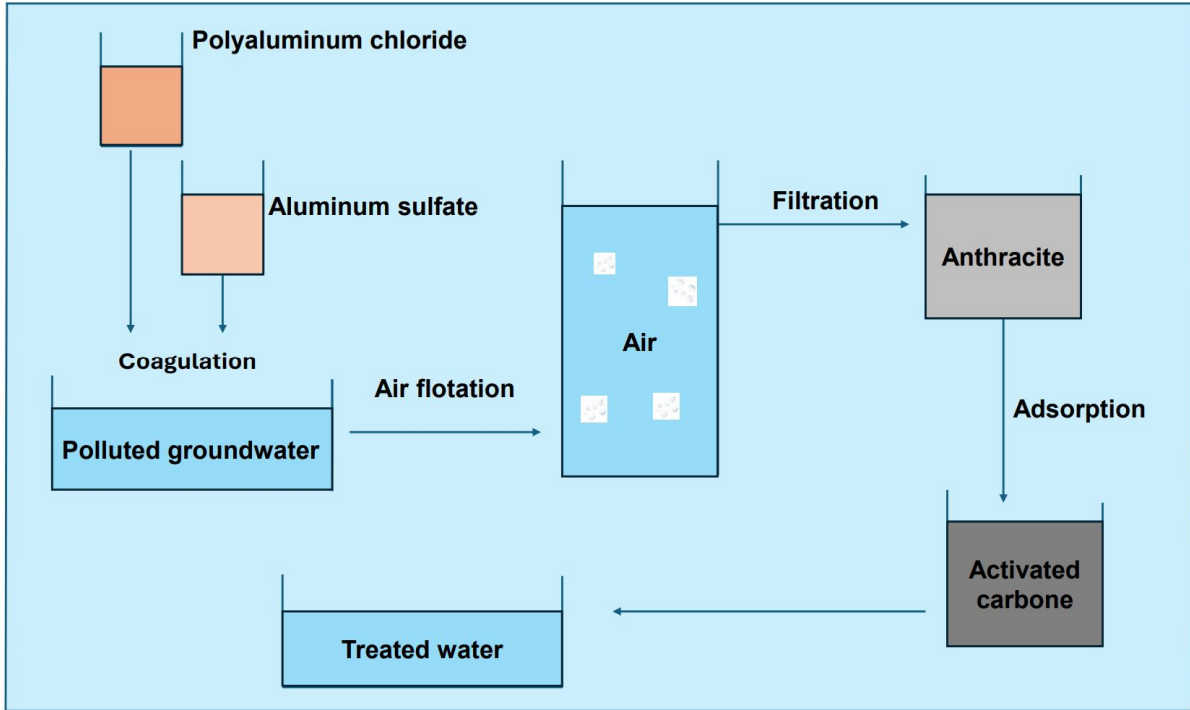 Polyaluminum chloride
Aluminum sulfate
Coagulation
Polluted groundwater
Air flotation
Air
Filtration
Anthracite
Adsorption
Activated
carbone
Treated water